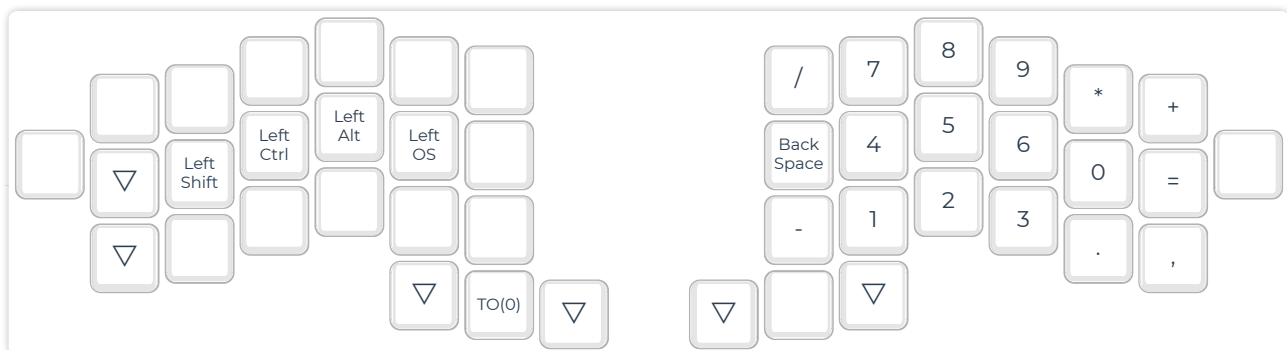 8
7
9
/
*
+
Left
Alt
5
Left
Ctrl
Left
OS
Back
Space
4
6
Left
Shift
0
=
2
1
3
-
.
,
TO(0)